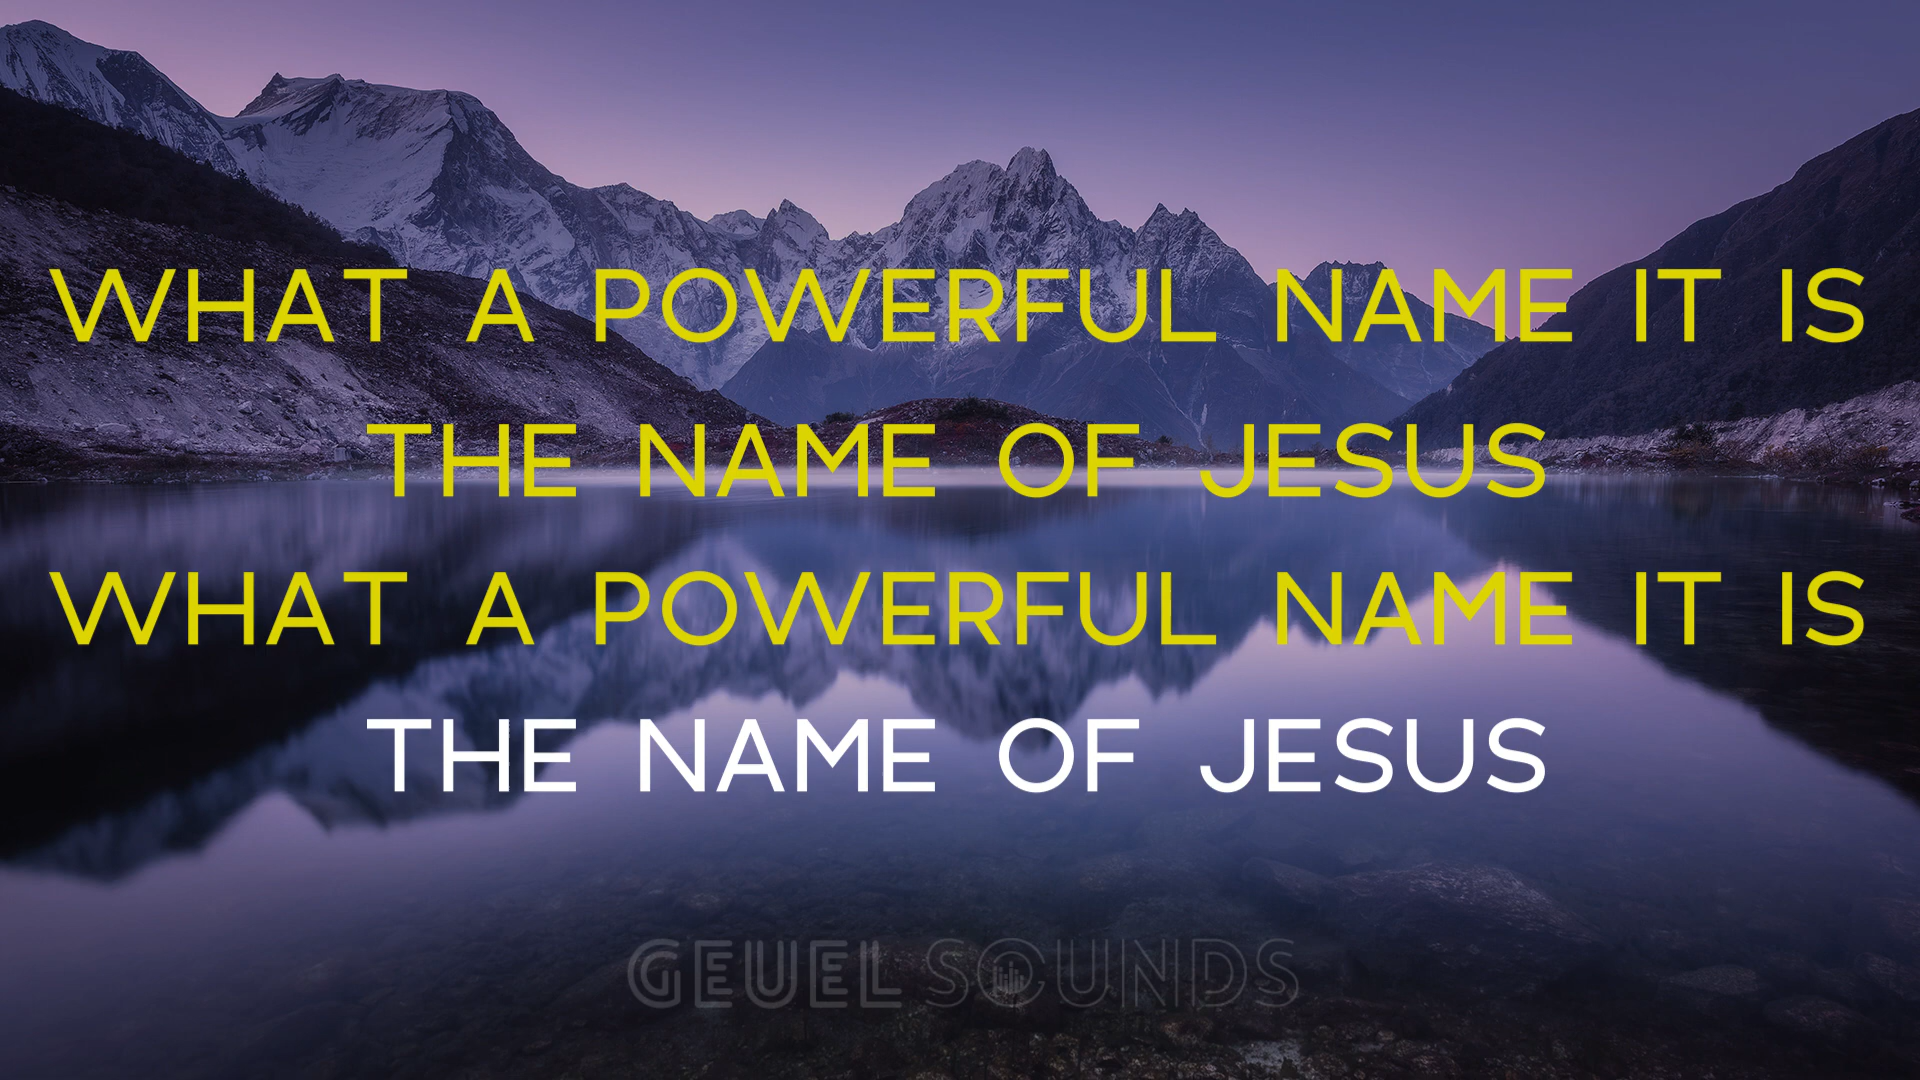 WHAT A POWERFUL NAME IT IS
THE NAME OF JESUS
WHAT A POWERFUL NAME IT IS
THE NAME OF JESUS
GEUEL SOUNDS